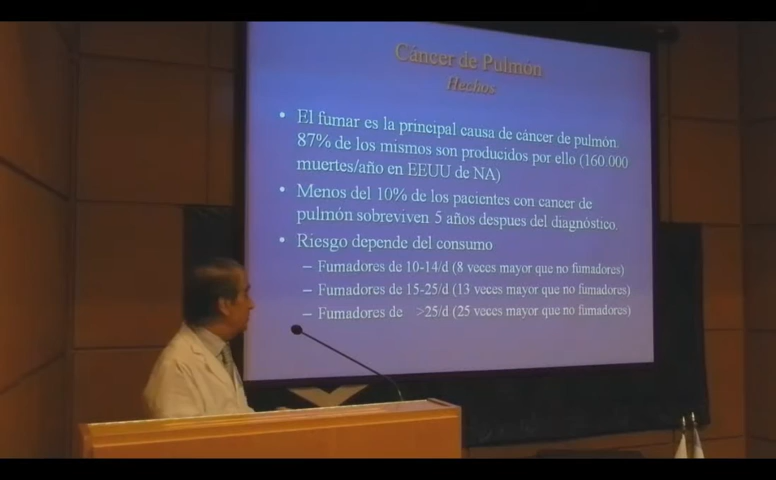 Cáncer de Pulmón
Hechos
• El fumar es la principal causa de cáncer de pulmón.
87% de los mismos son producidos por ello (160.000
muertes/año en EEUU de NA)
• Menos del 10% de los pacientes con cancer de
pulmón sobreviven 5 años despues del diagnóstico.
• Riesgo depende del consumo
– Fumadores de 10-14/d (8 veces mayor que no fumadores)
– Fumadores de 15-25/d (13 veces mayor que no fumadores)
– Fumadores de >25/d (25 veces mayor que no fumadores)